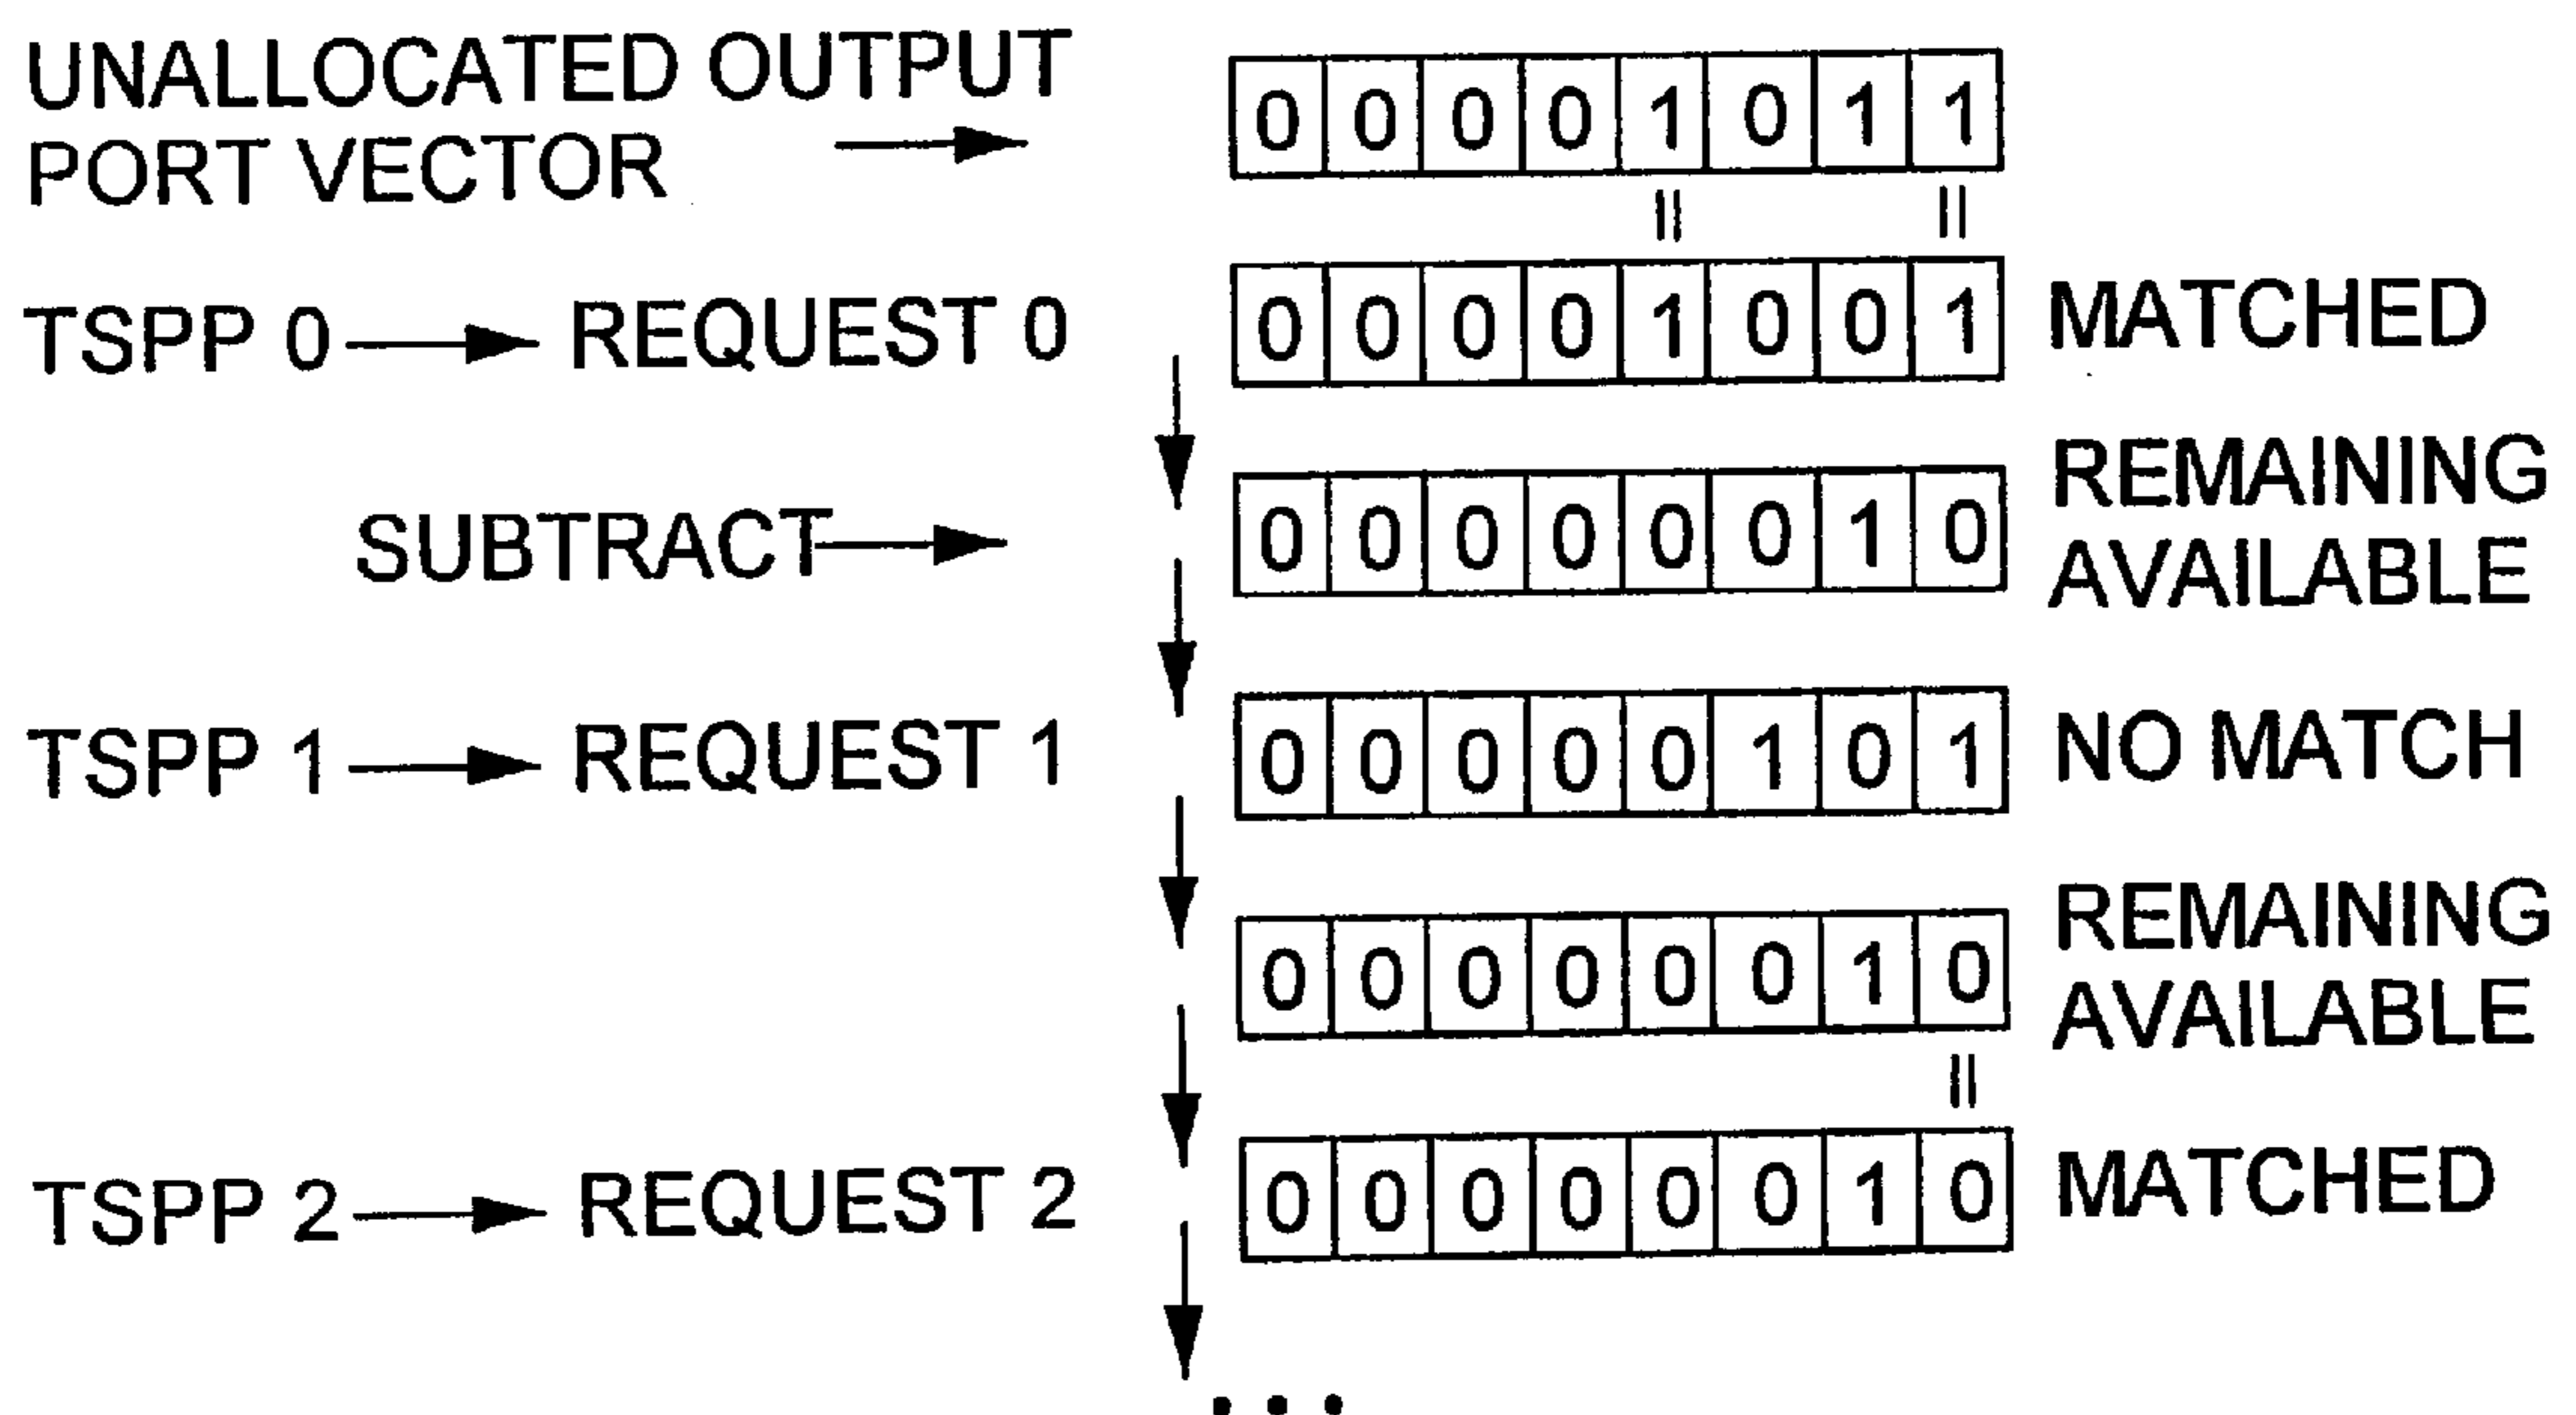 UNALLOCATED OUTPUT
PORT VECTOR
0 0 0 0 1 0 1 1
TSPP 0 REQUEST 0
0 0 0 0 1 0 0 1
MATCHED
SUBTRACT
0 0 0 0 0 0 1 0
REMAINING
AVAILABLE
TSPP 1 REQUEST 1
0 0 0 0 0 1 0 1
NO MATCH
0 0 0 0 0 0 1 0
REMAINING
AVAILABLE
TSPP 2 REQUEST 2
0 0 0 0 0 0 1 0
MATCHED
...